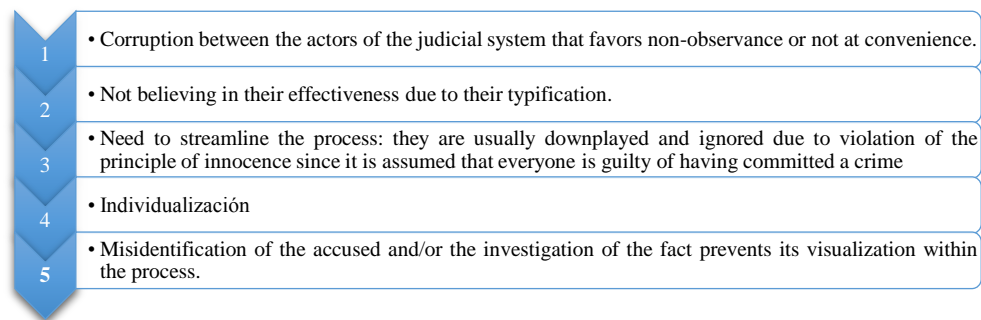 1
• Corruption between the actors of the judicial system that favors non-observance or not at convenience.
2
• Not believing in their effectiveness due to their typification.
3
• Need to streamline the process: they are usually downplayed and ignored due to violation of the
principle of innocence since it is assumed that everyone is guilty of having committed a crime
4
• Individualización
5
• Misidentification of the accused and/or the investigation of the fact prevents its visualization within
the process.